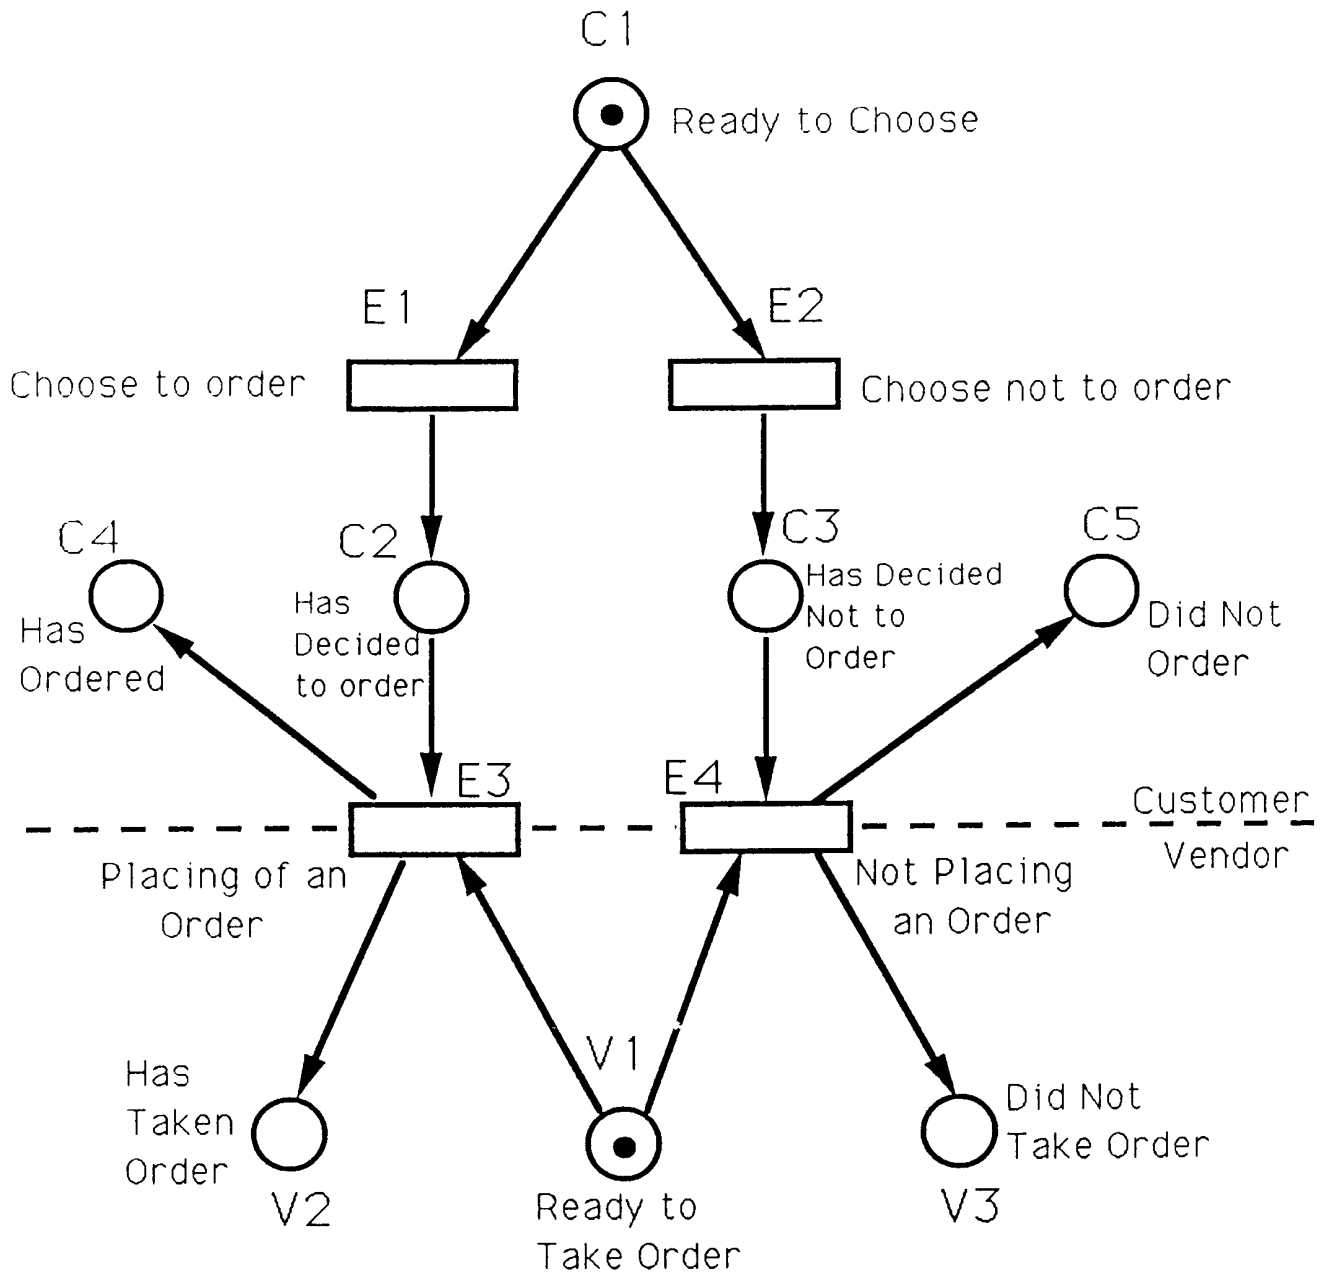 C1
Ready to Choose
E1
E2
Choose to order
Choose not to order
C4
C2
C3
C5
Has
Ordered
Has
Decided
to order
Has Decided
Not to
Order
Did Not
Order
E3
E4
Customer
Vendor
Placing of an
Order
Not Placing
an Order
V1
Has
Taken
Order
V2
Ready to
Take Order
Did Not
Take Order
V3